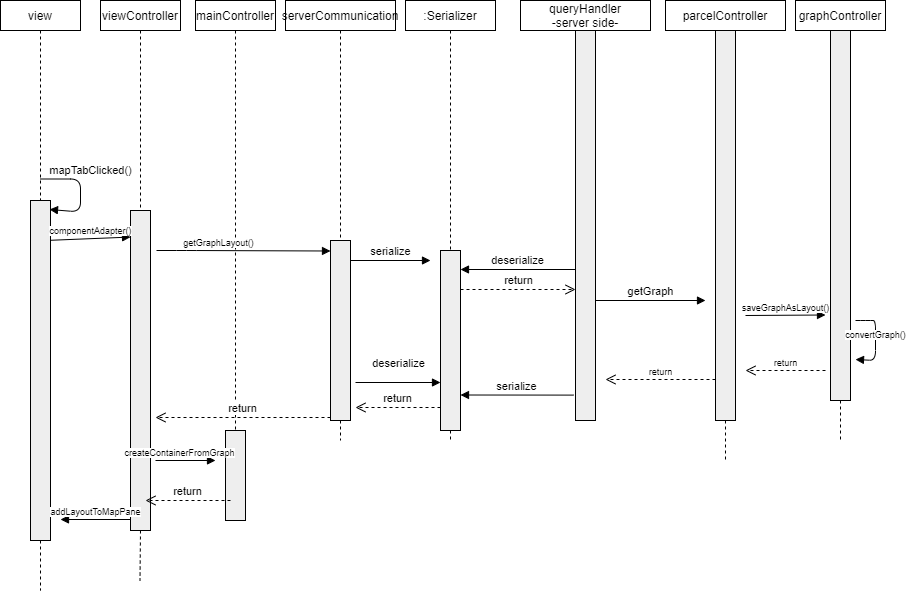 view
viewController
mainController
serverCommunication
:Serializer
queryHandler
-server side-
parcelController
graphController
mapTabClicked()
componentAdapter()
getGraphLayout()
serialize
deserialize
return
getGraph
saveGraphAsLayout()
convertGraph()
return
return
deserialize
serialize
return
return
createContainerFromGraph
return
addLayoutToMapPane